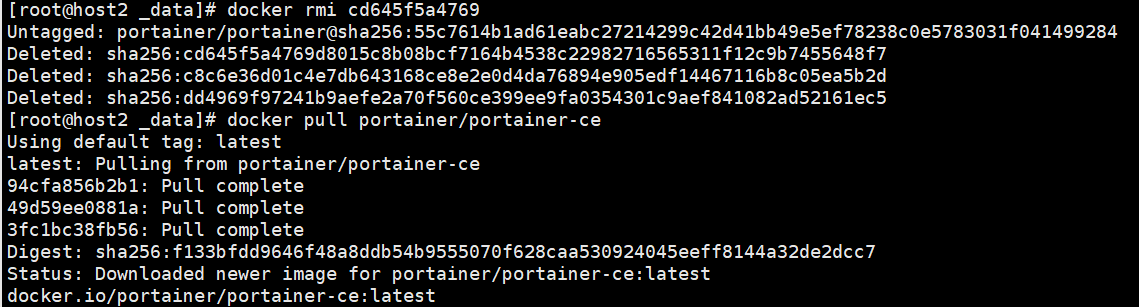 [root@host2 _data]# docker rmi cd645f5a4769
Untagged: portainer/portainer@sha256:55c7614b1ad61eabc27214299c42d41bb49e5ef78238c0e5783031f041499284
Deleted: sha256:cd645f5a4769d8015c8b08bcf7164b4538c22982716565311f12c9b7455648f7
Deleted: sha256:c8c6e36d01c4e7db643168ce8e2e0d4da76894e905edf14467116b8c05ea5b2d
Deleted: sha256:dd4969f97241b9aefe2a70f560ce399ee9fa0354301c9aef841082ad52161ec5
[root@host2 _data]# docker pull portainer/portainer-ce
Using default tag: latest
latest: Pulling from portainer/portainer-ce
94cfa856b2b1: Pull complete
49d59ee0881a: Pull complete
3fc1bc38fb56: Pull complete
Digest: sha256:f133bfdd9646f48a8ddb54b9555070f628caa530924045eeff8144a32de2dcc7
Status: Downloaded newer image for portainer/portainer-ce:latest
docker.io/portainer/portainer-ce:latest